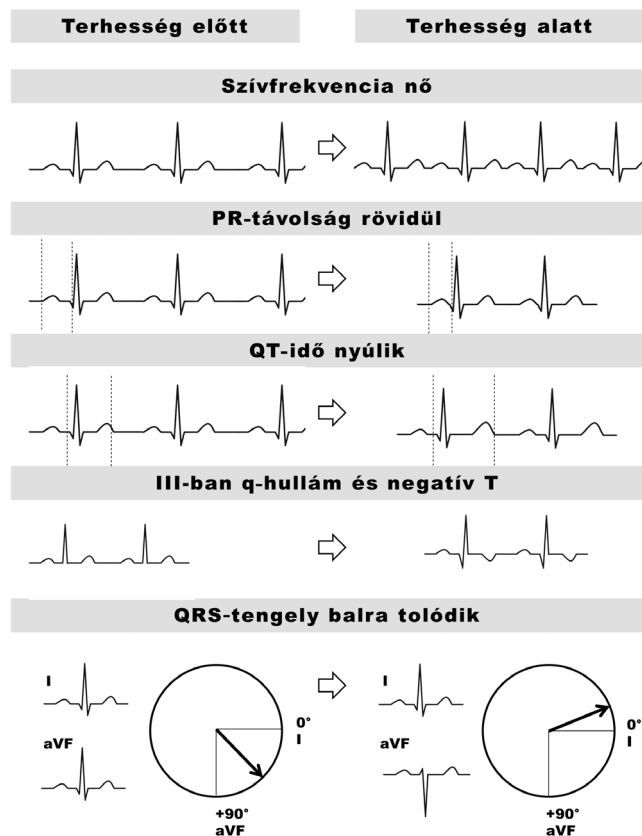 Terhesség előtt
Terhesség alatt
Szívfrekvencia nő
PR-távolság rövidül
QT-idő nyúlik
III-ban q-hullám és negatív T
QRS-tengely balra tolódik
I
aVF
0°
I
+90°
aVF
I
aVF
0°
I
+90°
aVF